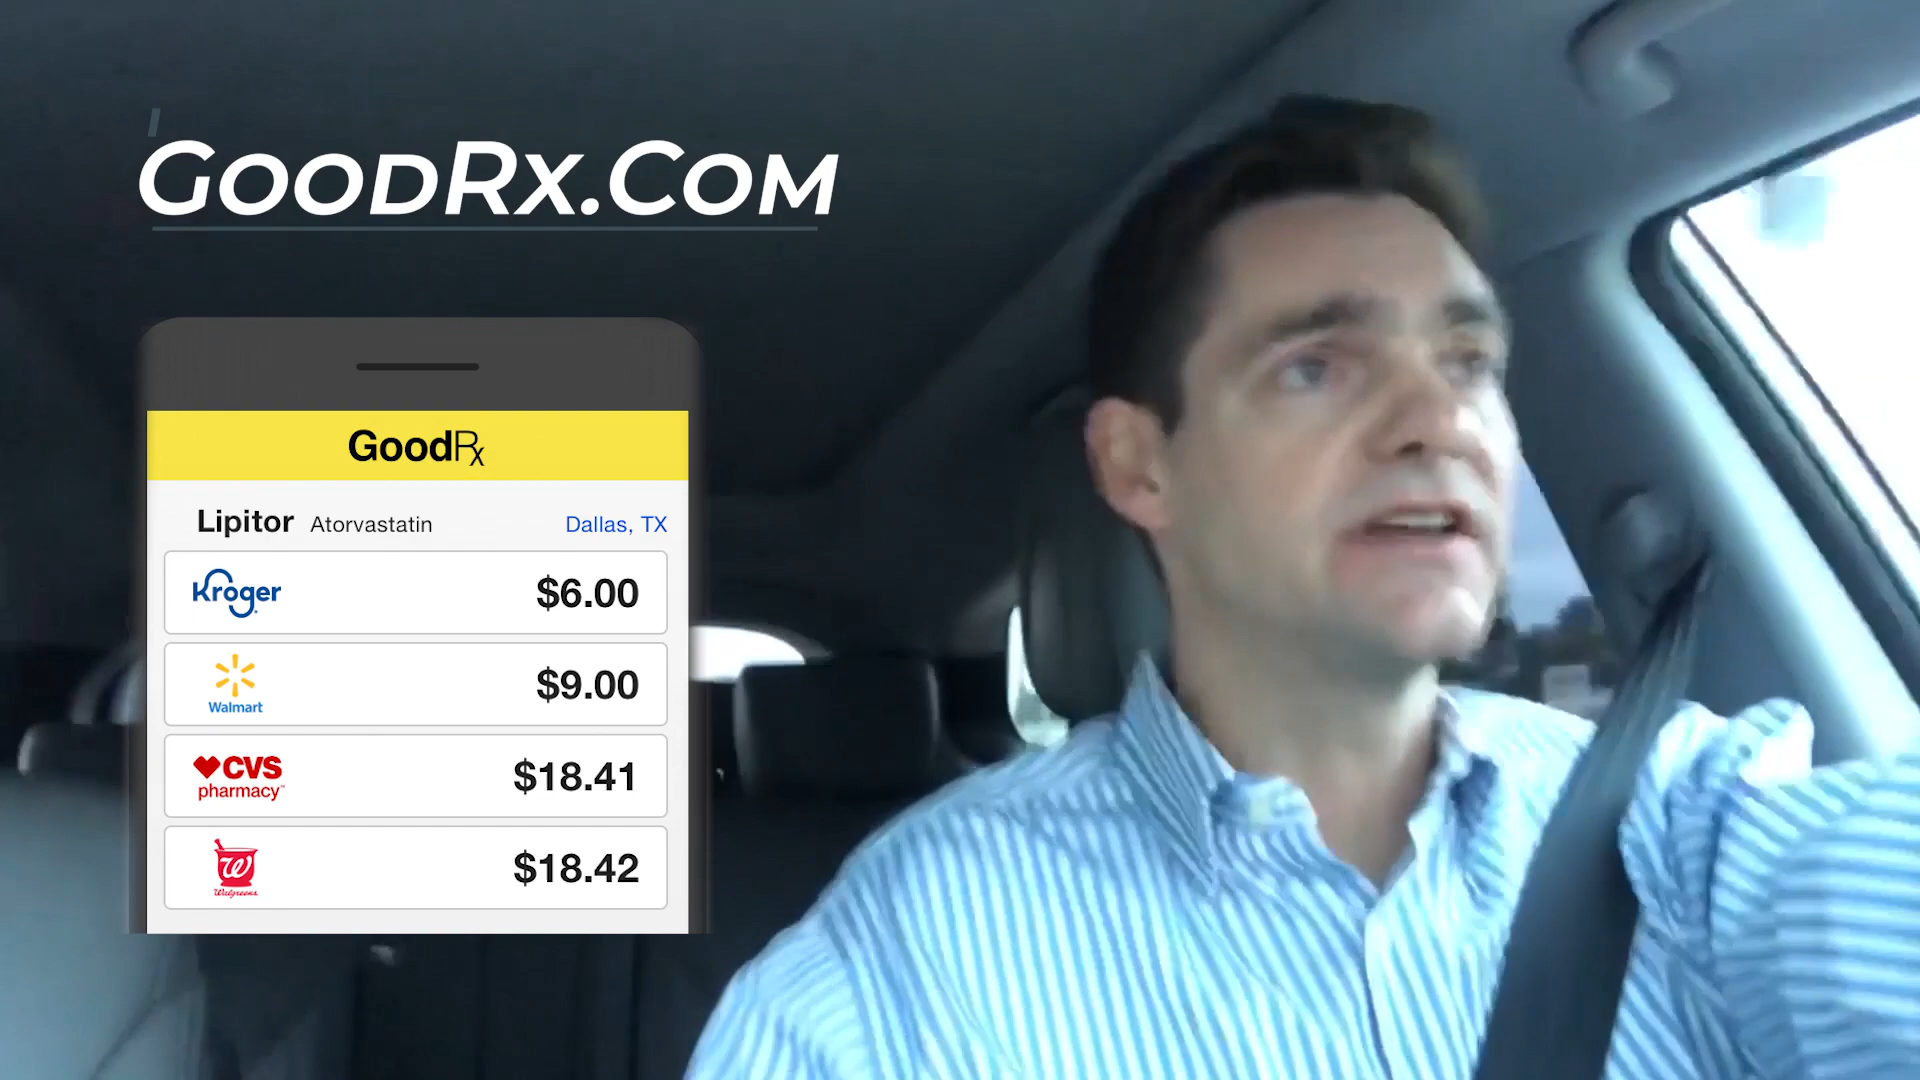 GoodRx.Com
GoodRx
Lipitor Atorvastatin Dallas, TX
Kroger $6.00
Walmart $9.00
CVS pharmacy $18.41
Walgreens $18.42